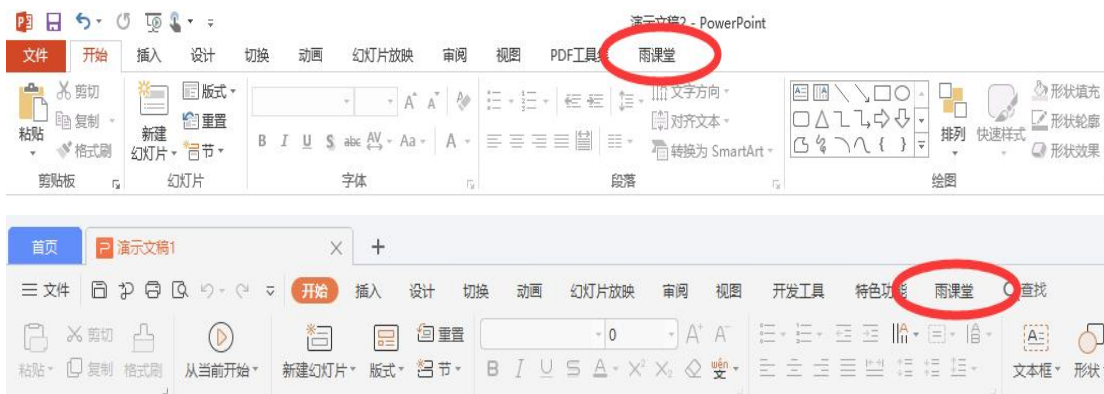 演示文稿2 - PowerPoint
文件 开始 插入 设计 切换 动画 幻灯片放映 审阅 视图 PDF工具集 雨课堂
剪切 版式 文字方向 形状填充
复制 重置 对齐文本 形状轮廓
粘贴 格式刷 新建 幻灯片 节 B I U S abc AV Aa A 转换为 SmartArt 排列 快速样式 形状效果
剪贴板 幻灯片 字体 段落 绘图
首页 演示文稿1
文件 开始 插入 设计 切换 动画 幻灯片放映 审阅 视图 开发工具 特色功能 雨课堂 查找
剪切 重置 0 A+ A-
粘贴 复制 格式刷 从当前开始 新建幻灯片 版式 节 B I U S A X² X₂ wén 变 文本框 形状